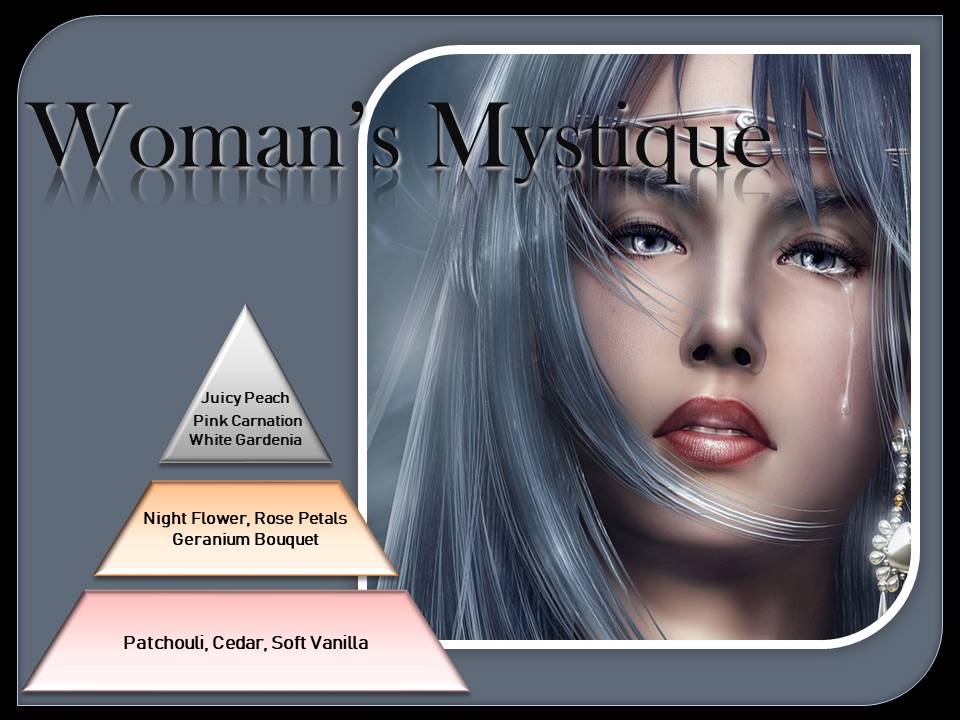 Woman's Mystique
Juicy Peach
Pink Carnation
White Gardenia
Night Flower, Rose Petals
Geranium Bouquet
Patchouli, Cedar, Soft Vanilla